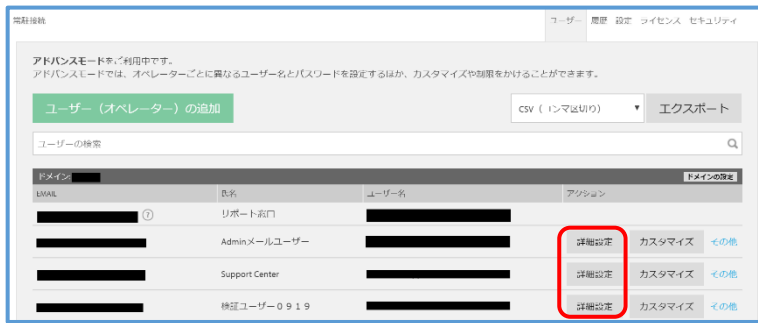 常駐接続
ユーザー 履歴 設定 ライセンス セキュリティ
アドバンスモードをご利用中です。
アドバンスモードでは、オペレーターごとに異なるユーザー名とパスワードを設定するほか、カスタマイズや制限をかけることができます。
ユーザー（オペレーター）の追加
CSV（コンマ区切り） エクスポート
ユーザーの検索
ドメイン: ドメインの設定
EMAIL 氏名 ユーザー名 アクション
? リポート窓口
Adminメールユーザー 詳細設定 カスタマイズ その他
Support Center 詳細設定 カスタマイズ その他
検証ユーザー０９１９ 詳細設定 カスタマイズ その他